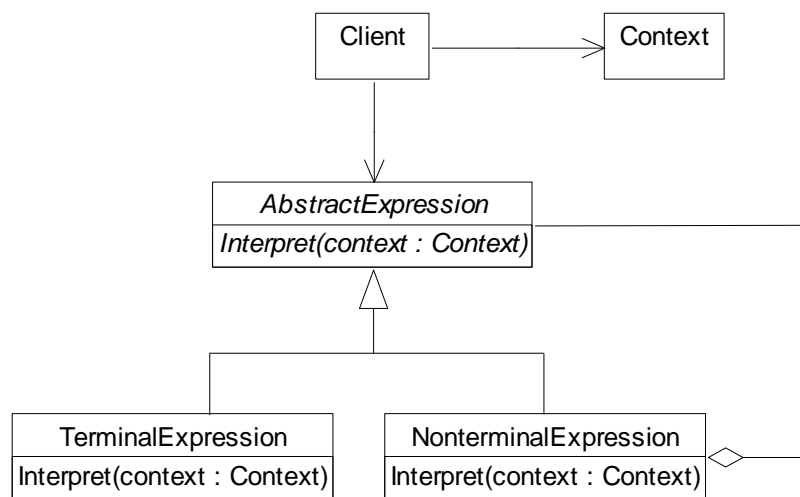 Client
Context
AbstractExpression
Interpret(context : Context)
TerminalExpression
Interpret(context : Context)
NonterminalExpression
Interpret(context : Context)